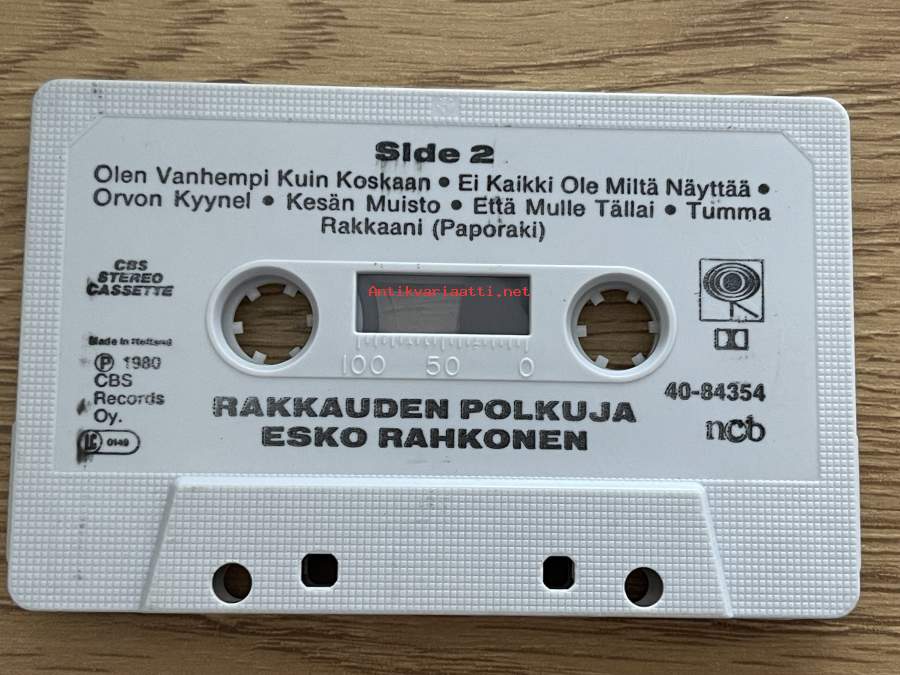 Side 2
Olen Vanhempi Kuin Koskaan • Ei Kaikki Ole Miltä Näyttää •
Orvon Kyynel • Kesän Muisto • Että Mulle Tällai • Tumma
Rakkaani (Paporaki)
CBS
STEREO
CASSETTE
Antikvariaatti.net
Made in Holland
℗ 1980
CBS
Records
Oy.
LC 0149
100 50 0
RAKKAUDEN POLKUJA
ESKO RAHKONEN
40-84354
ncb